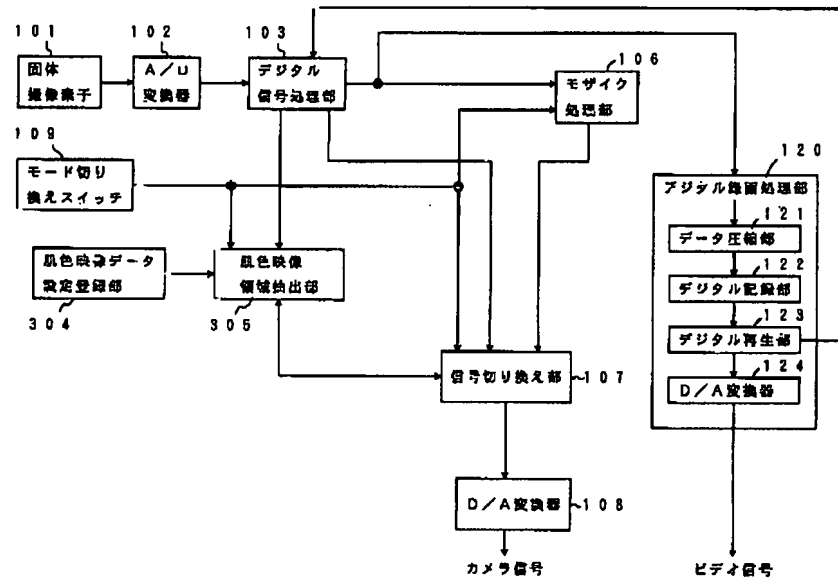 101
固体
撮像素子
102
A/D
変換器
103
デジタル
信号処理部
106
モザイク
処理部
109
モード切り
換えスイッチ
肌色映像データ
設定登録部
304
肌色映像
領域抽出部
305
信号切り換え部
107
D/A変換器
108
カメラ信号
120
デジタル録画処理部
121
データ圧縮部
122
デジタル記録部
123
デジタル再生部
124
D/A変換器
ビデオ信号